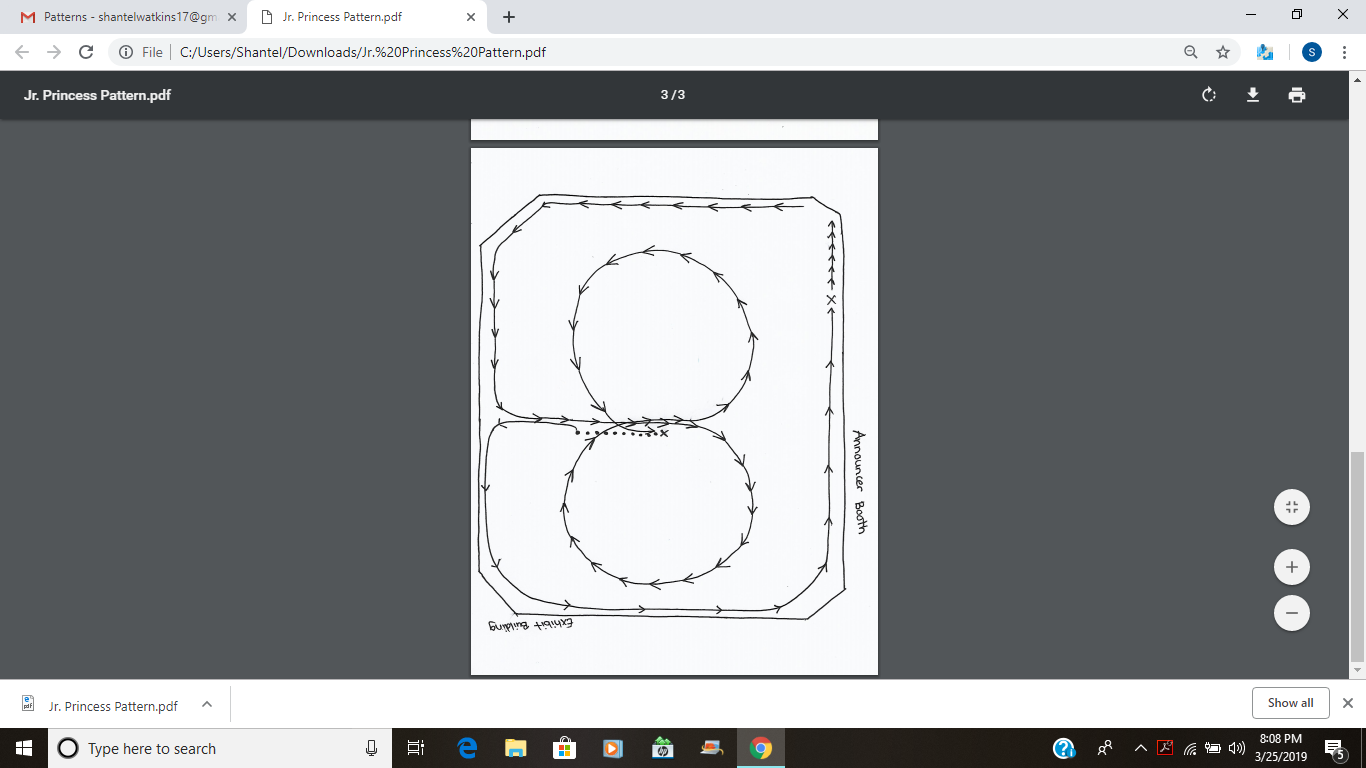 Patterns - shantelwatkins17@gm
Jr. Princess Pattern.pdf
File
C:/Users/Shantel/Downloads/Jr.%20Princess%20Pattern.pdf
S
Jr. Princess Pattern.pdf
3 / 3
Announcer Booth
Exhibit Building
Jr. Princess Pattern.pdf
Show all
Type here to search
8:08 PM
3/25/2019
5